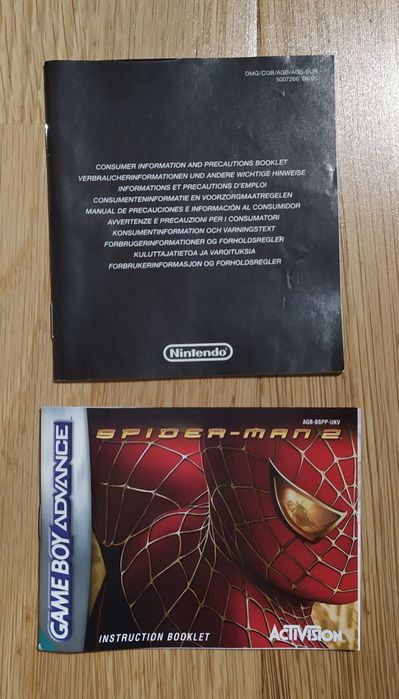 DMG/CGB/AGB/AGS-EUR
5007266 '06/05
CONSUMER INFORMATION AND PRECAUTIONS BOOKLET
VERBRAUCHERINFORMATIONEN UND ANDERE WICHTIGE HINWEISE
INFORMATIONS ET PRECAUTIONS D'EMPLOI
CONSUMENTENINFORMATIE EN VOORZORGMAATREGELEN
MANUAL DE PRECAUCIONES E INFORMACIÓN AL CONSUMIDOR
AVVERTENZE E PRECAUZIONI PER I CONSUMATORI
KONSUMENTINFORMATION OCH VARNINGSTEXT
FORBRUGERINFORMATIONER OG FORHOLDSREGLER
KULUTTAJATIETOA JA VAROITUKSIA
FORBRUKERINFORMASJON OG FORHOLDSREGLER
Nintendo
GAME BOY ADVANCE
AGB-BSPP-UKV
SPIDER-MAN 2
INSTRUCTION BOOKLET
ACTIVISION